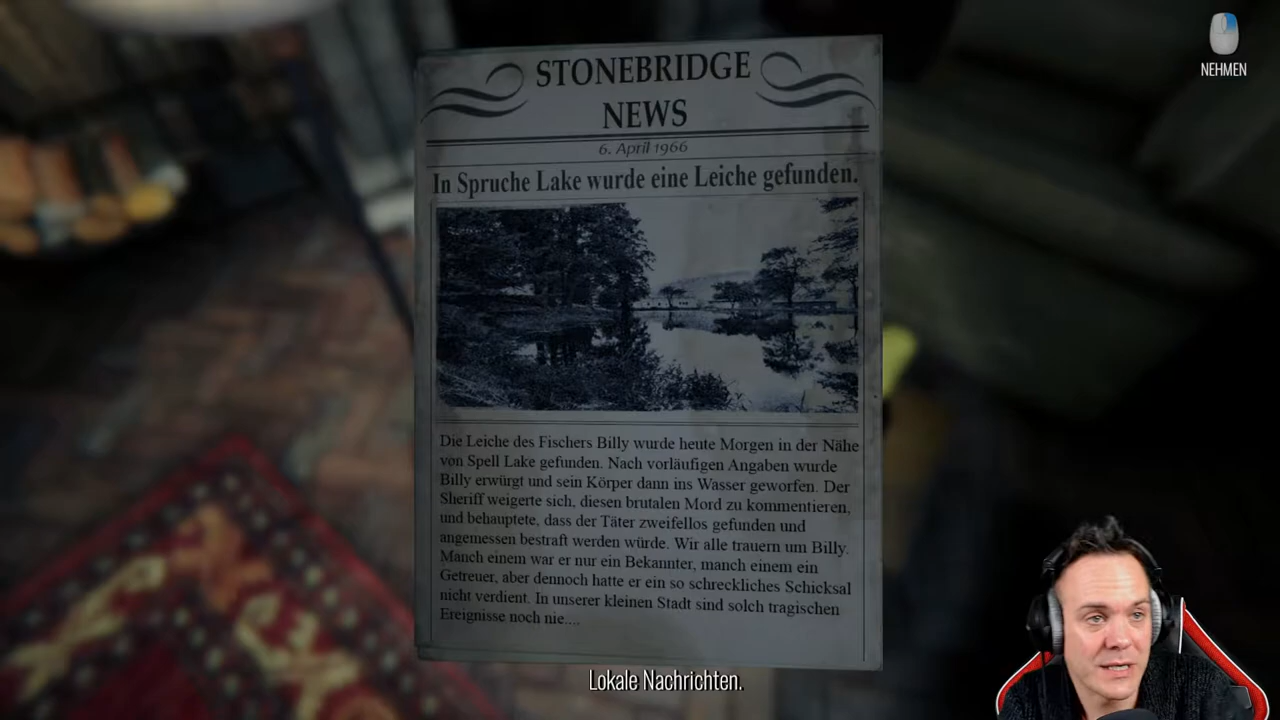 NEHMEN
STONEBRIDGE
NEWS
6. April 1966
In Spruche Lake wurde eine Leiche gefunden.
Die Leiche des Fischers Billy wurde heute Morgen in der Nähe
von Spell Lake gefunden. Nach vorläufigen Angaben wurde
Billy erwürgt und sein Körper dann ins Wasser geworfen. Der
Sheriff weigerte sich, diesen brutalen Mord zu kommentieren,
und behauptete, dass der Täter zweifellos gefunden und
angemessen bestraft werden würde. Wir alle trauern um Billy.
Manch einem war er nur ein Bekannter, manch einem ein
Getreuer, aber dennoch hatte er ein so schreckliches Schicksal
nicht verdient. In unserer kleinen Stadt sind solch tragischen
Ereignisse noch nie....
Lokale Nachrichten.